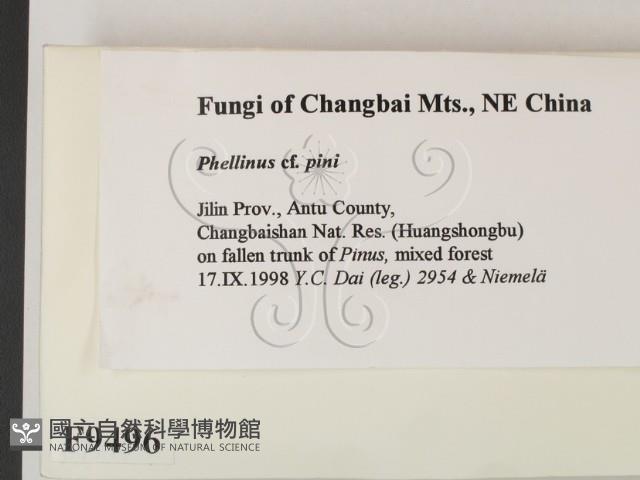 Fungi of Changbai Mts., NE China
Phellinus cf. pini
Jilin Prov., Antu County,
Changbaishan Nat. Res. (Huangshongbu)
on fallen trunk of Pinus, mixed forest
17.IX.1998 Y.C. Dai (leg.) 2954 & Niemelä
國立自然科學博物館
F9496
NATIONAL MUSEUM OF NATURAL SCIENCE